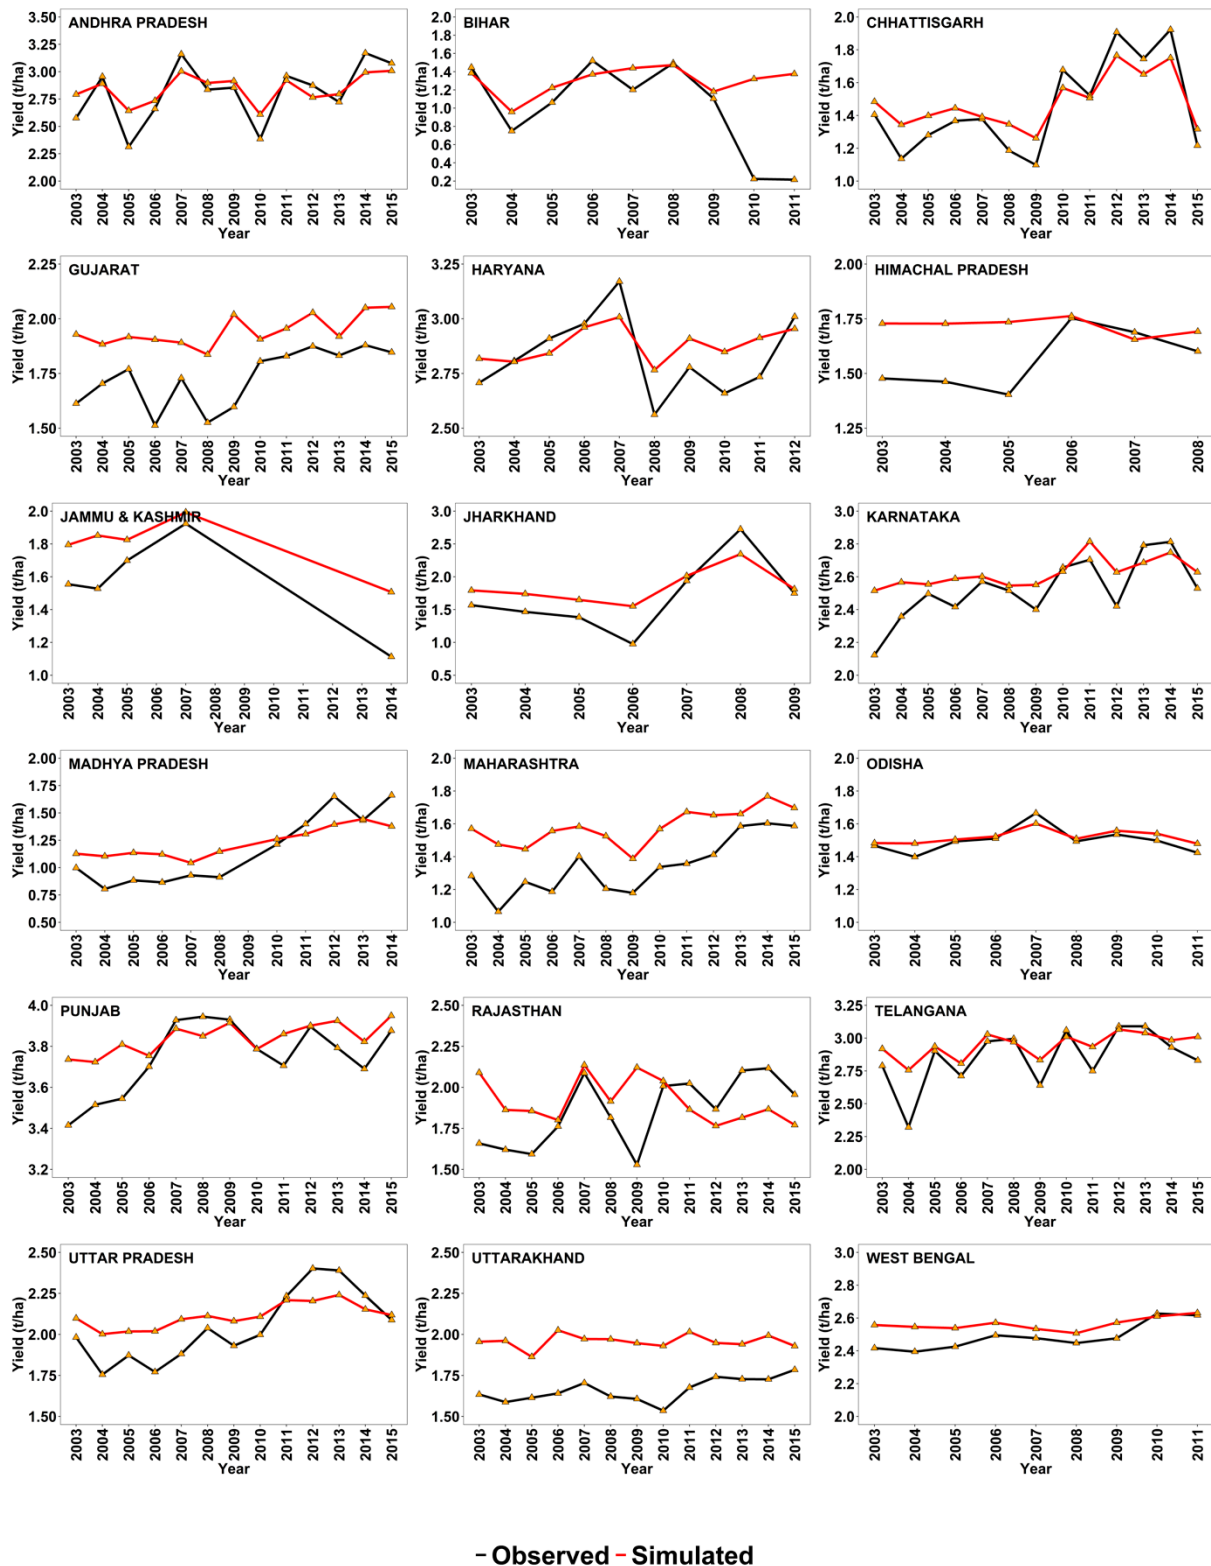 ANDHRA PRADESH
Yield (t/ha)
3.50
3.25
3.00
2.75
2.50
2.25
2.00
2003 2004 2005 2006 2007 2008 2009 2010 2011 2012 2013 2014 2015
Year
BIHAR
Yield (t/ha)
2.0
1.8
1.6
1.4
1.2
1.0
0.8
0.6
0.4
0.2
2003 2004 2005 2006 2007 2008 2009 2010 2011
Year
CHHATTISGARH
Yield (t/ha)
2.0
1.8
1.6
1.4
1.2
1.0
2003 2004 2005 2006 2007 2008 2009 2010 2011 2012 2013 2014 2015
Year
GUJARAT
Yield (t/ha)
2.25
2.00
1.75
1.50
2003 2004 2005 2006 2007 2008 2009 2010 2011 2012 2013 2014 2015
Year
HARYANA
Yield (t/ha)
3.25
3.00
2.75
2.50
2003 2004 2005 2006 2007 2008 2009 2010 2011 2012
Year
HIMACHAL PRADESH
Yield (t/ha)
2.00
1.75
1.50
1.25
2003 2004 2005 2006 2007 2008
Year
JAMMU & KASHMIR
Yield (t/ha)
2.0
1.8
1.6
1.4
1.2
1.0
2003 2004 2005 2006 2007 2008 2009 2010 2011 2012 2013 2014
Year
JHARKHAND
Yield (t/ha)
3.0
2.5
2.0
1.5
1.0
0.5
2003 2004 2005 2006 2007 2008 2009
Year
KARNATAKA
Yield (t/ha)
3.0
2.8
2.6
2.4
2.2
2.0
2003 2004 2005 2006 2007 2008 2009 2010 2011 2012 2013 2014 2015
Year
MADHYA PRADESH
Yield (t/ha)
2.00
1.75
1.50
1.25
1.00
0.75
0.50
2003 2004 2005 2006 2007 2008 2009 2010 2011 2012 2013 2014
Year
MAHARASHTRA
Yield (t/ha)
2.0
1.8
1.6
1.4
1.2
1.0
2003 2004 2005 2006 2007 2008 2009 2010 2011 2012 2013 2014 2015
Year
ODISHA
Yield (t/ha)
2.0
1.8
1.6
1.4
1.2
1.0
2003 2004 2005 2006 2007 2008 2009 2010 2011
Year
PUNJAB
Yield (t/ha)
4.0
3.8
3.6
3.4
3.2
2003 2004 2005 2006 2007 2008 2009 2010 2011 2012 2013 2014 2015
Year
RAJASTHAN
Yield (t/ha)
2.50
2.25
2.00
1.75
1.50
2003 2004 2005 2006 2007 2008 2009 2010 2011 2012 2013 2014 2015
Year
TELANGANA
Yield (t/ha)
3.25
3.00
2.75
2.50
2.25
2.00
2003 2004 2005 2006 2007 2008 2009 2010 2011 2012 2013 2014 2015
Year
UTTAR PRADESH
Yield (t/ha)
2.50
2.25
2.00
1.75
1.50
2003 2004 2005 2006 2007 2008 2009 2010 2011 2012 2013 2014 2015
Year
UTTARAKHAND
Yield (t/ha)
2.50
2.25
2.00
1.75
1.50
2003 2004 2005 2006 2007 2008 2009 2010 2011 2012 2013 2014 2015
Year
WEST BENGAL
Yield (t/ha)
3.0
2.8
2.6
2.4
2.2
2.0
2003 2004 2005 2006 2007 2008 2009 2010 2011
Year
Observed Simulated